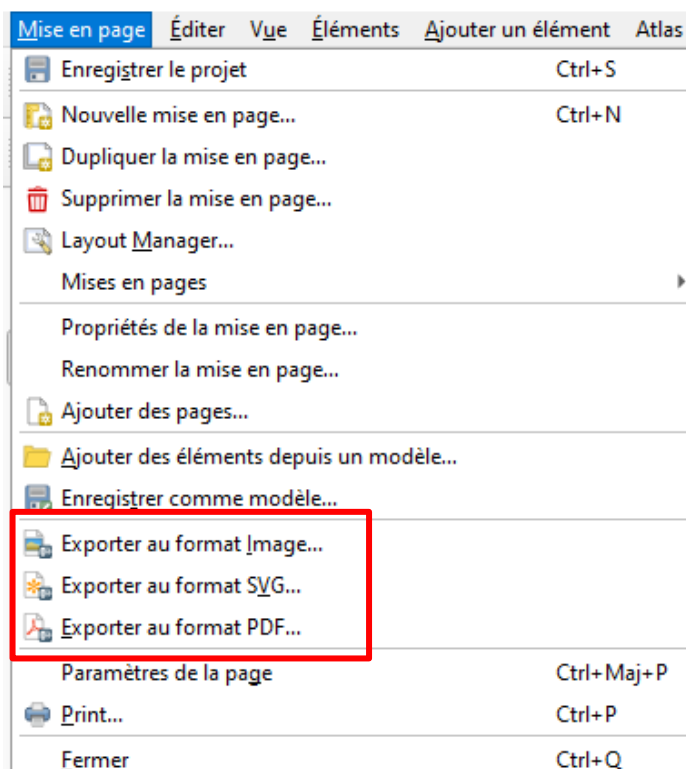 Mise en page Éditer Vue Éléments Ajouter un élément Atlas
Enregistrer le projet Ctrl+S
Nouvelle mise en page... Ctrl+N
Dupliquer la mise en page...
Supprimer la mise en page...
Layout Manager...
Mises en pages
Propriétés de la mise en page...
Renommer la mise en page...
Ajouter des pages...
Ajouter des éléments depuis un modèle...
Enregistrer comme modèle...
Exporter au format Image...
Exporter au format SVG...
Exporter au format PDF...
Paramètres de la page Ctrl+Maj+P
Print... Ctrl+P
Fermer Ctrl+Q